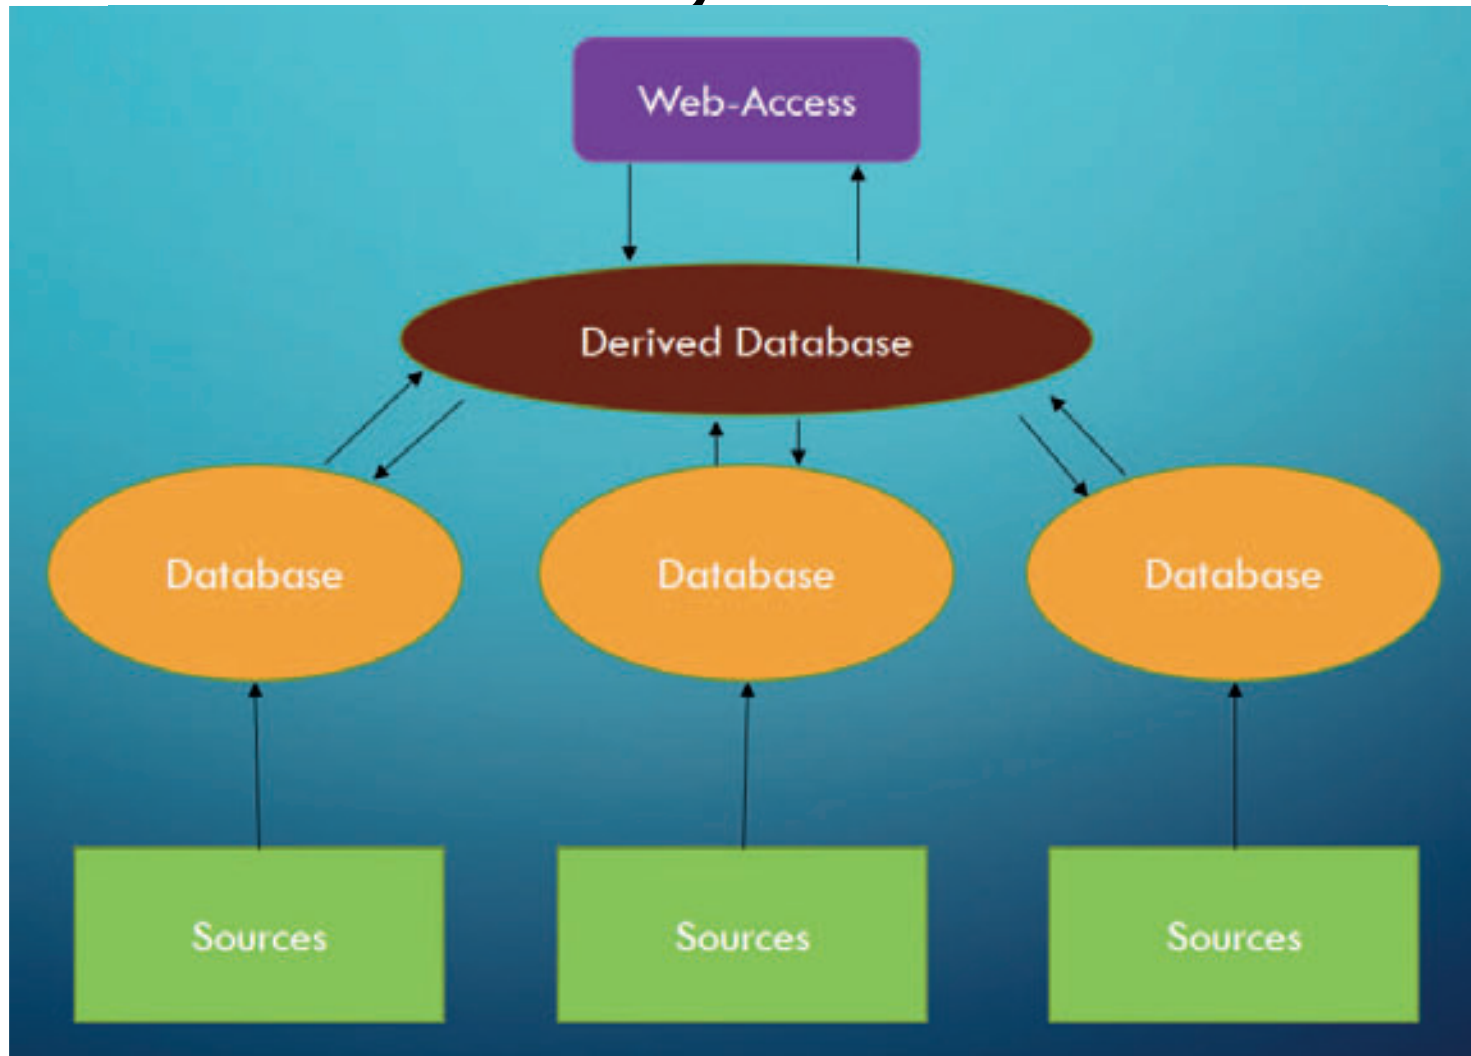 Web-Access
Derived Database
Database
Database
Database
Sources
Sources
Sources